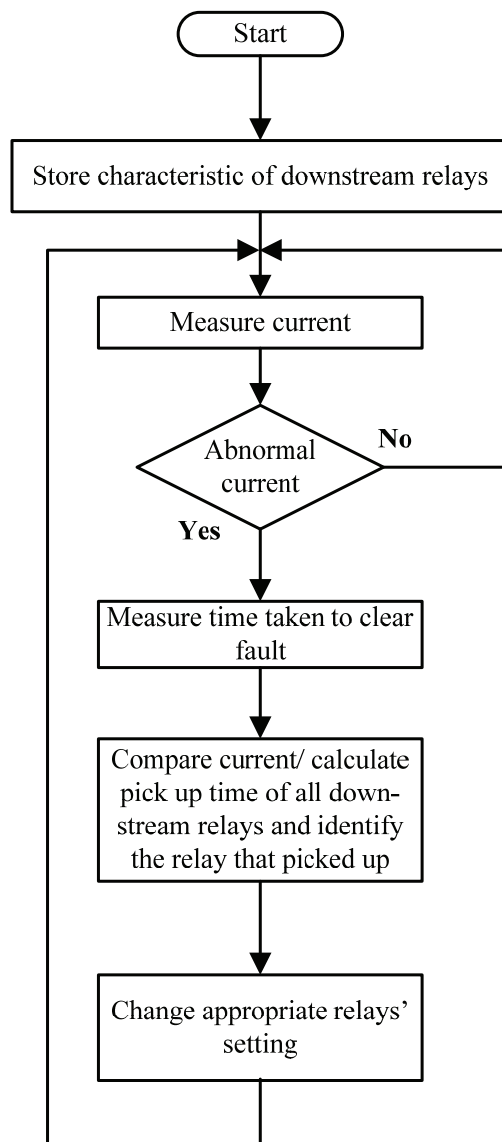 Start
Store characteristic of downstream relays
Measure current
Abnormal
current
No
Yes
Measure time taken to clear
fault
Compare current/ calculate
pick up time of all down-
stream relays and identify
the relay that picked up
Change appropriate relays’
setting